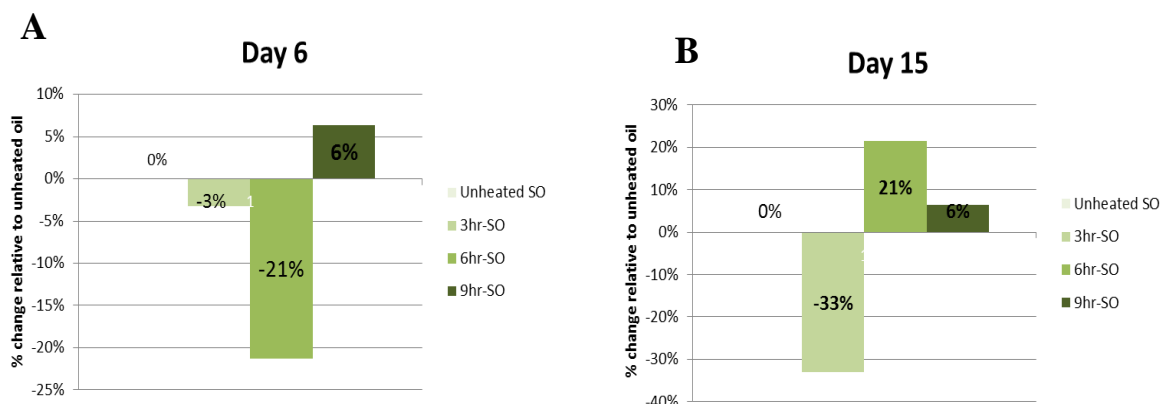 A
Day 6
% change relative to unheated oil
10%
5%
0%
-5%
-10%
-15%
-20%
-25%
0%
-3%
1
-21%
6%
Unheated SO
3hr-SO
6hr-SO
9hr-SO
B
Day 15
% change relative to unheated oil
30%
20%
10%
0%
-10%
-20%
-30%
-40%
0%
-33%
21%
6%
Unheated SO
3hr-SO
6hr-SO
9hr-SO